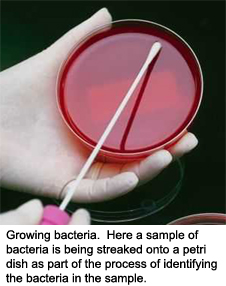 Growing bacteria.  Here a sample of
bacteria is being streaked onto a petri
dish as part of the process of identifying
the bacteria in the sample.